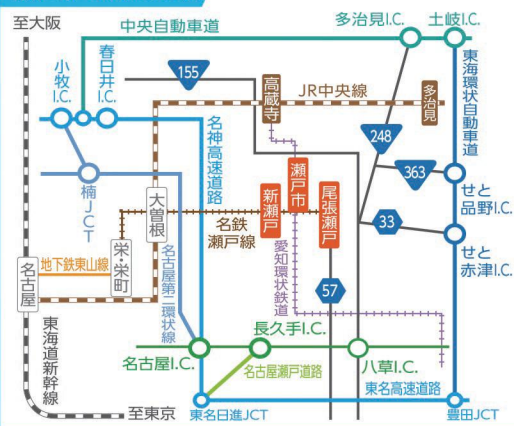 至大阪
中央自動車道
多治見I.C.
土岐I.C.
小牧I.C.
春日井I.C.
155
高蔵寺
JR中央線
多治見
東海環状自動車道
248
363
名神高速道路
楠JCT
大曽根
新瀬戸
瀬戸市
尾張瀬戸
せと品野I.C.
33
せと赤津I.C.
名鉄瀬戸線
栄・栄町
地下鉄東山線
名古屋
名古屋第二環状線
愛知環状鉄道
57
東海道新幹線
長久手I.C.
名古屋I.C.
名古屋瀬戸道路
八草I.C.
東名高速道路
至東京
東名日進JCT
豊田JCT